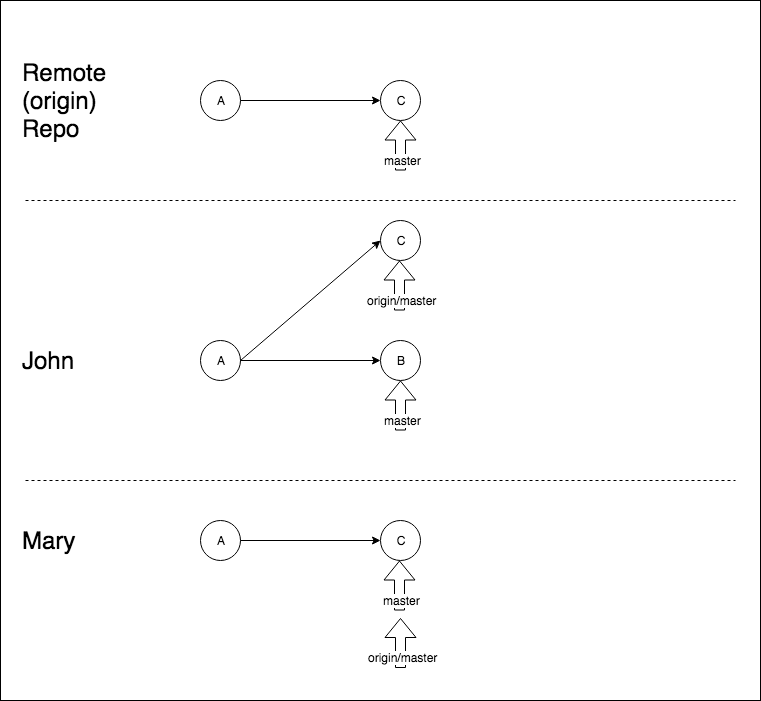 Remote
(origin)
Repo
A
C
master
C
origin/master
John
A
B
master
Mary
A
C
master
origin/master